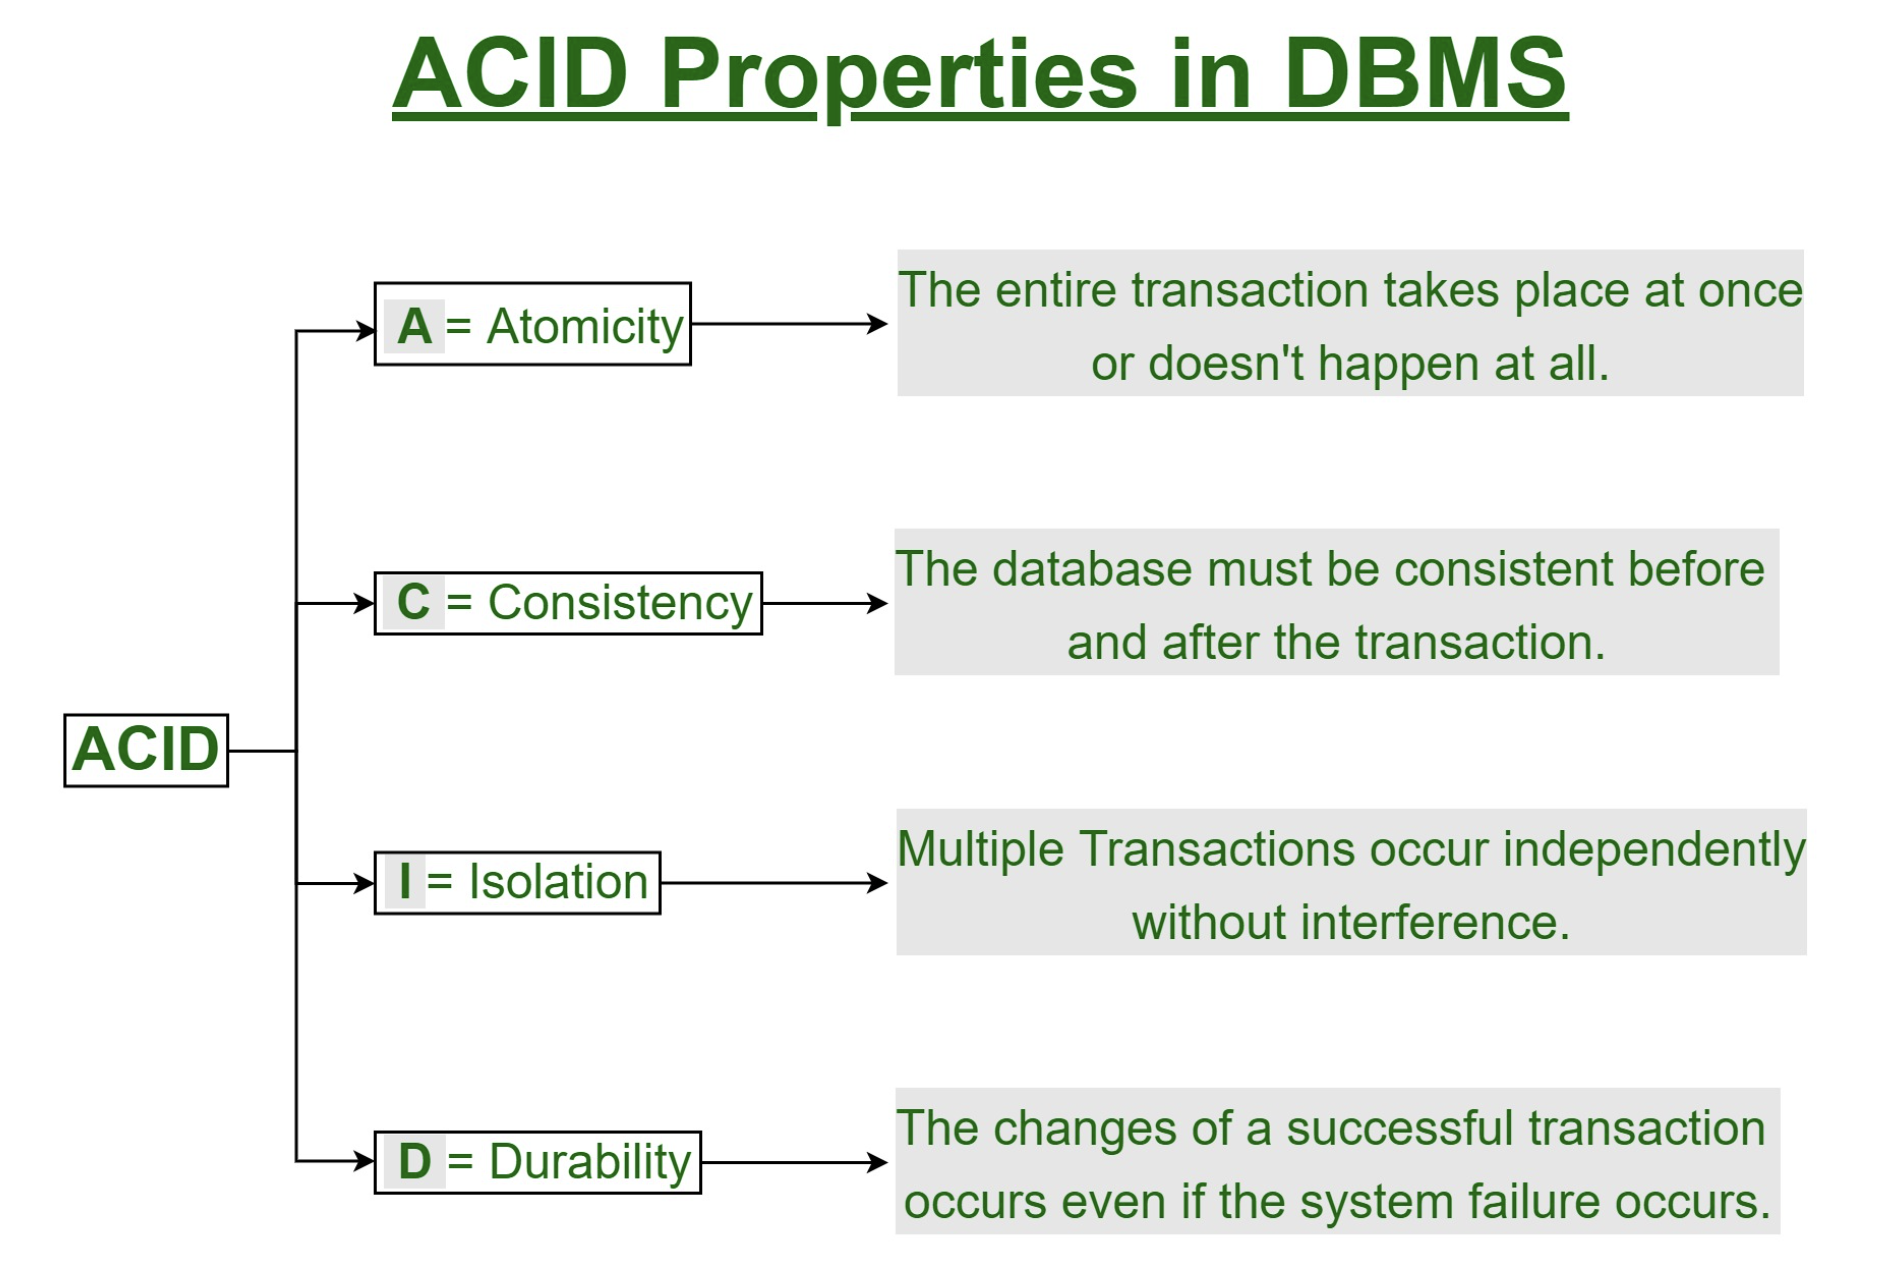 ACID Properties in DBMS
A = Atomicity
The entire transaction takes place at once
or doesn't happen at all.
C = Consistency
The database must be consistent before
and after the transaction.
ACID
I = Isolation
Multiple Transactions occur independently
without interference.
D = Durability
The changes of a successful transaction
occurs even if the system failure occurs.